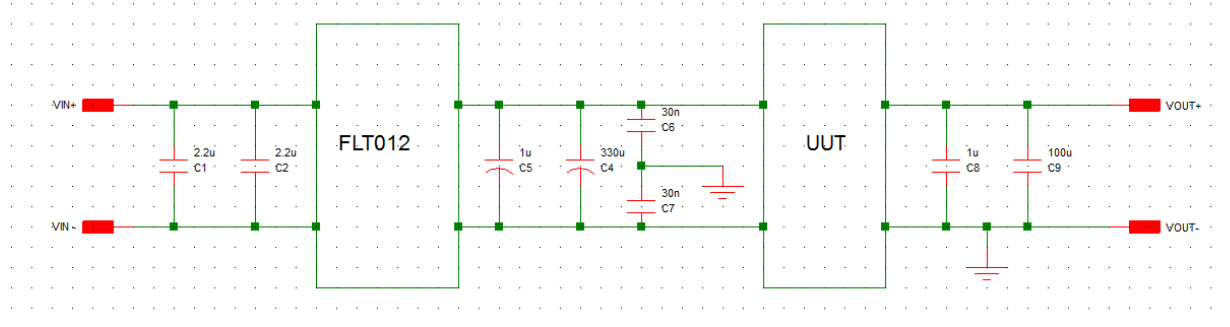 VIN+
VIN -
2.2u
C1
2.2u
C2
FLT012
1u
C5
330u
C4
30n
C6
30n
C7
UUT
1u
C8
100u
C9
VOUT+
VOUT-